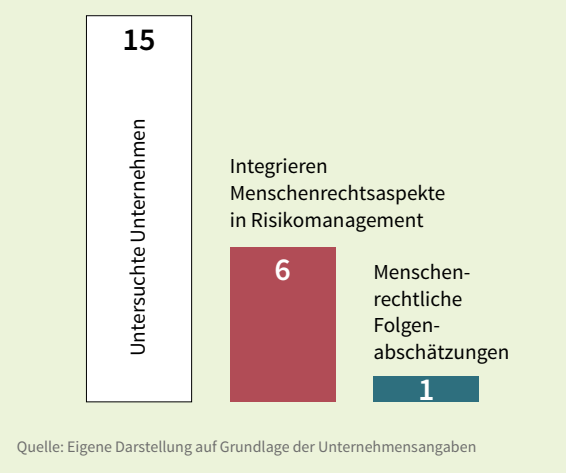 15
Untersuchte Unternehmen
Integrieren
Menschenrechtsaspekte
in Risikomanagement
6
Menschen-
rechtliche
Folgen-
abschätzungen
1
Quelle: Eigene Darstellung auf Grundlage der Unternehmensangaben